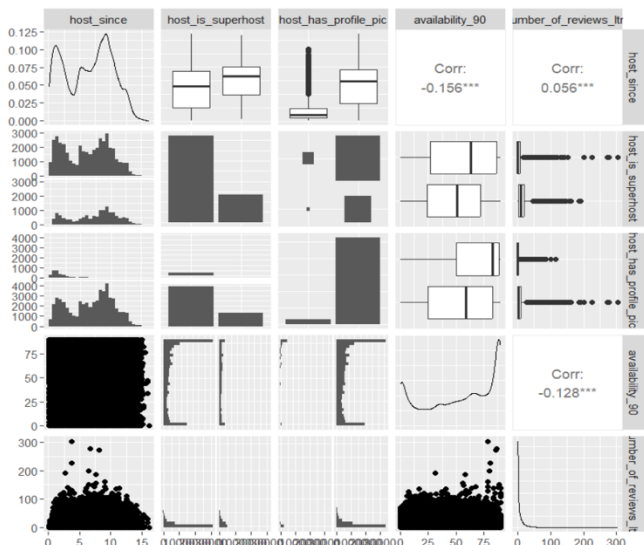 host_since host_is_superhost host_has_profile_pic availability_90 number_of_reviews_ltm
0.125
0.100
0.075
0.050
0.025
0.000
Corr:
-0.156***
Corr:
0.056***
host_since
3000
2000
1000
0
3000
2000
1000
0
host_is_superhost
4000
3000
2000
1000
0
4000
3000
2000
1000
0
host_has_profile_pic
75
50
25
0
Corr:
-0.128***
availability_90
300
200
100
0
number_of_reviews_lt
0 5 10 15
0 25 50 75
0 100 200 300